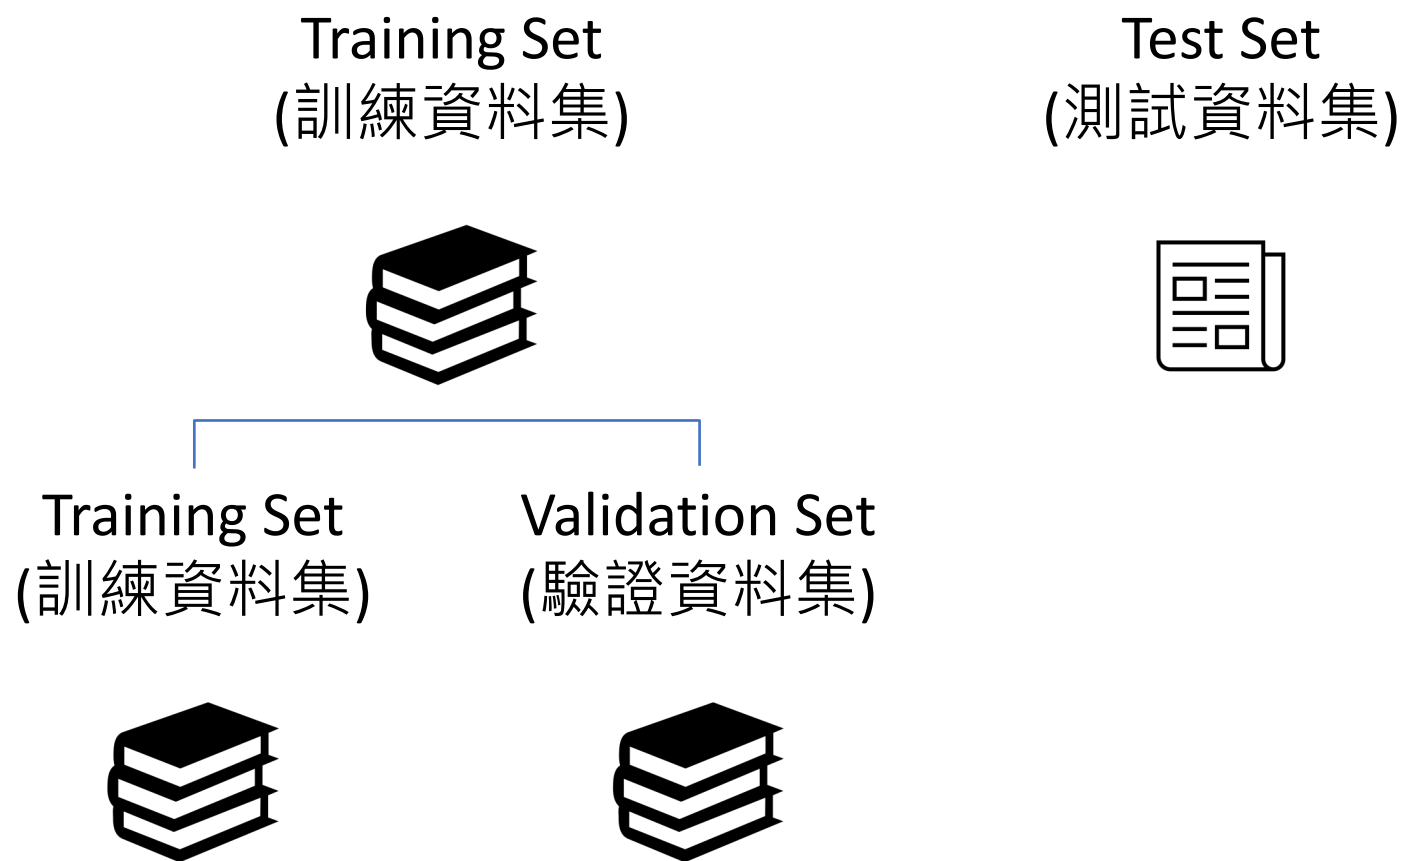 Training Set
(訓練資料集)
Test Set
(測試資料集)
Training Set
(訓練資料集)
Validation Set
(驗證資料集)